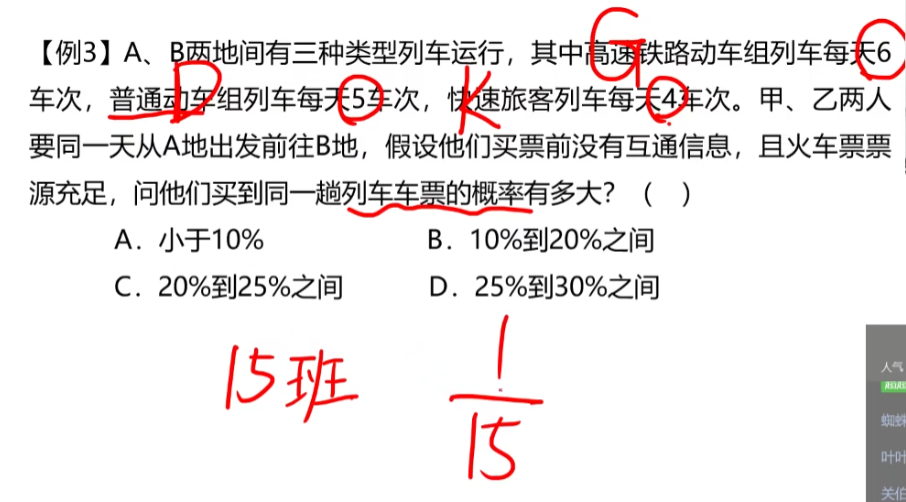 【例3】A、B两地间有三种类型列车运行，其中高速铁路动车组列车每天6
车次，普通动车组列车每天5车次，快速旅客列车每天4车次。甲、乙两人
要同一天从A地出发前往B地，假设他们买票前没有互通信息，且火车票票
源充足，问他们买到同一趟列车车票的概率有多大？（ ）
A．小于10%
B．10%到20%之间
C．20%到25%之间
D．25%到30%之间
G
D
K
15班
1
15
人气
蜘蛛
叶叶
关伯